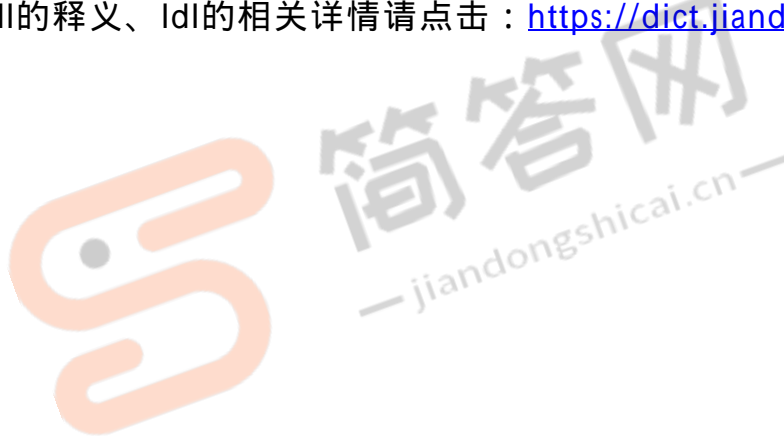 ll的释义、ldl的相关详情请点击：https://dict.jiand
简答网
— jiandongshicai.cn —